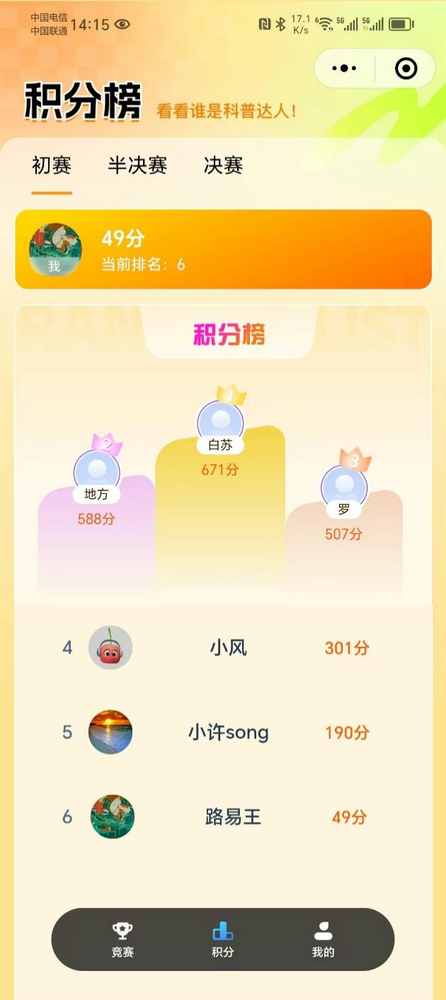 中国电信
中国联通
14:15
17.1
K/s
6
5G
5G
积分榜
看看谁是科普达人！
初赛 半决赛 决赛
49分
我
当前排名：6
积分榜
1
白苏
671分
2
地方
588分
3
罗
507分
4 小风 301分
5 小许song 190分
6 路易王 49分
竞赛 积分 我的